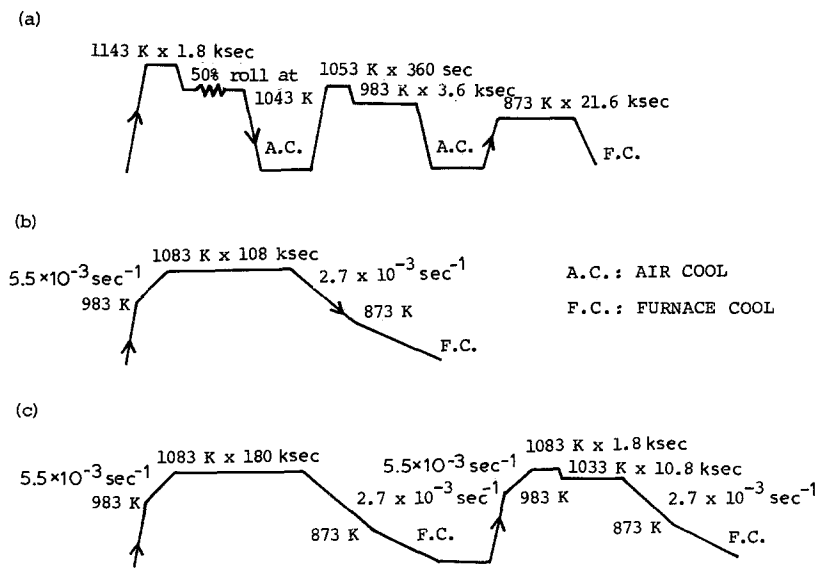 (a)
1143 K x 1.8 ksec
50% roll at
1043 K
A.C.
1053 K x 360 sec
983 K x 3.6 ksec
A.C.
873 K x 21.6 ksec
F.C.
(b)
1083 K x 108 ksec
5.5×10⁻³ sec⁻¹
983 K
2.7 x 10⁻³ sec⁻¹
873 K
F.C.
A.C.: AIR COOL
F.C.: FURNACE COOL
(c)
1083 K x 180 ksec
5.5×10⁻³ sec⁻¹
983 K
2.7 x 10⁻³ sec⁻¹
873 K
F.C.
1083 K x 1.8 ksec
5.5×10⁻³ sec⁻¹
1033 K x 10.8 ksec
983 K
2.7 x 10⁻³ sec⁻¹
873 K
F.C.